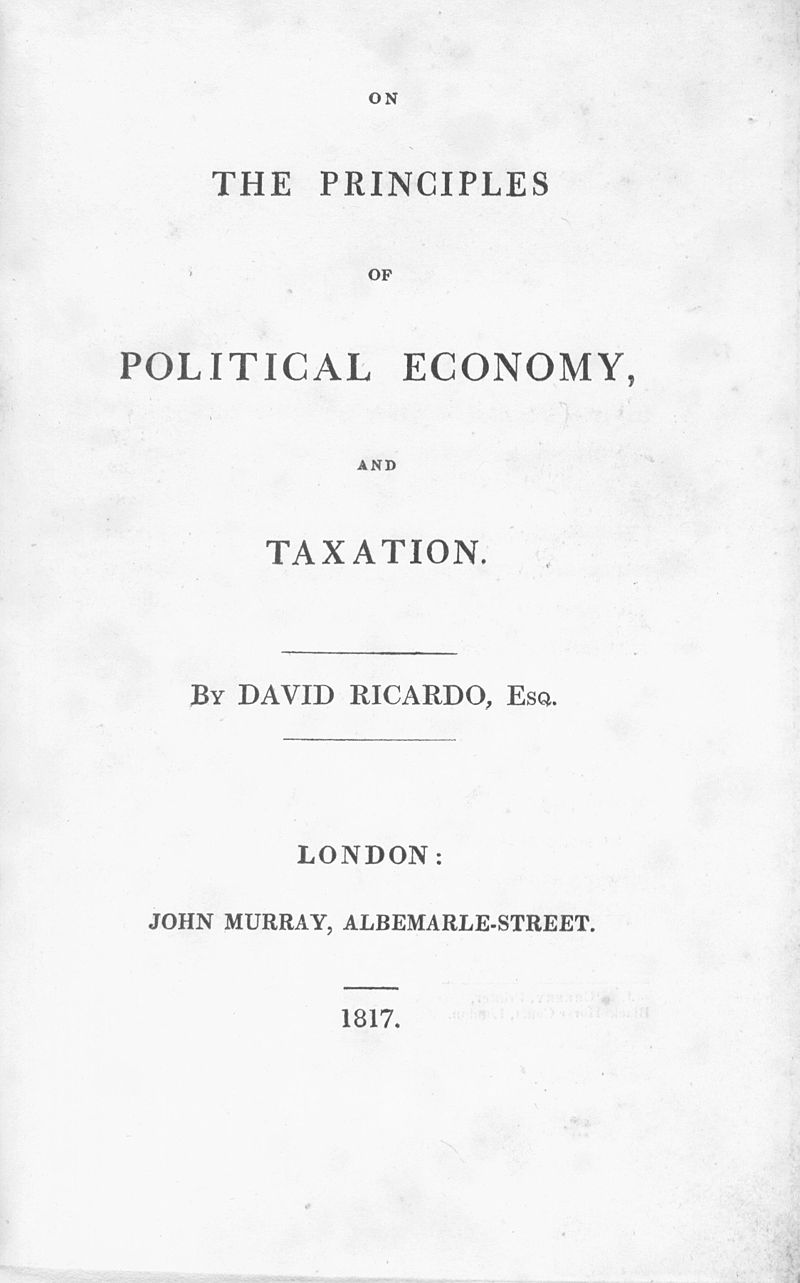 ON
THE PRINCIPLES
OF
POLITICAL ECONOMY,
AND
TAXATION.
By DAVID RICARDO, Esq.
LONDON:
JOHN MURRAY, ALBEMARLE-STREET.
1817.